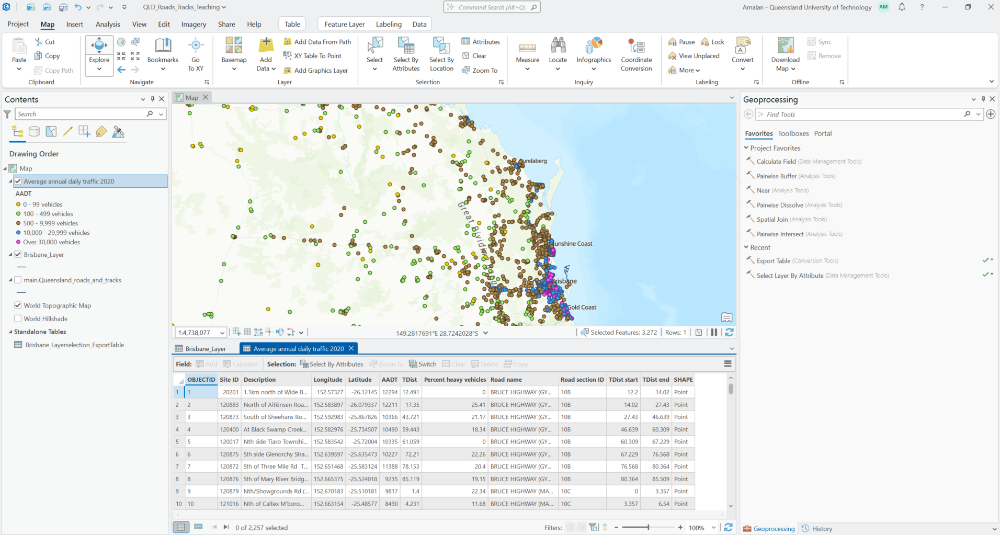 QLD_Roads_Tracks_Teaching
Command Search (Alt+Q)
Amalan - Queensland University of Technology
AM
?
Project Map Insert Analysis View Edit Imagery Share Help Table Feature Layer Labeling Data
Paste
Cut
Copy
Copy Path
Clipboard
Explore
Bookmarks
Go
To XY
Navigate
Basemap
Add
Data
Add Data From Path
XY Table To Point
Add Graphics Layer
Layer
Select
Select By
Attributes
Select By
Location
Attributes
Clear
Zoom To
Selection
Measure
Locate
Infographics
Coordinate
Conversion
Inquiry
Pause
Lock
View Unplaced
More
Convert
Labeling
Download
Map
Sync
Remove
Offline
Contents
Search
Drawing Order
Map
Average annual daily traffic 2020
AADT
0 - 99 vehicles
100 - 499 vehicles
500 - 9,999 vehicles
10,000 - 29,999 vehicles
Over 30,000 vehicles
Brisbane_Layer
main.Queensland_roads_and_tracks
World Topographic Map
World Hillshade
Standalone Tables
Brisbane_Layerselection_ExportTable
Map
undaberg
Great Dividing Range
unshine Coast
risbane
Gold Coast
1:4,738,077
149.2817691°E 28.7242028°S
Selected Features: 3,272
Rows: 1
Brisbane_Layer
Average annual daily traffic 2020
Field: Add Calculate Selection: Select By Attributes Zoom To Switch Clear Delete Copy
OBJECTID Site ID Description Longitude Latitude AADT TDist Percent heavy vehicles Road name Road section ID TDist start TDist end SHAPE
1 1 20201 1.1km north of Wide B... 152.57327 -26.12145 12294 12.491 0 BRUCE HIGHWAY (GY... 10B 12.2 14.02 Point
2 2 120883 North of Aitkinsen Roa... 152.583897 -26.079337 12211 17.35 25.41 BRUCE HIGHWAY (GY... 10B 14.02 27.43 Point
3 3 120873 South of Sheehans Ro... 152.592983 -25.867826 10366 43.721 21.17 BRUCE HIGHWAY (GY... 10B 27.43 46.639 Point
4 4 120400 At Black Swamp Creek... 152.582976 -25.734507 10490 59.443 18.34 BRUCE HIGHWAY (GY... 10B 46.639 60.309 Point
5 5 120017 Nth side Tiaro Townshi... 152.583542 -25.72004 10335 61.059 0 BRUCE HIGHWAY (GY... 10B 60.309 67.229 Point
6 6 120875 Sth side Glenorchy Stra... 152.639597 -25.635473 10227 72.21 22.26 BRUCE HIGHWAY (GY... 10B 67.229 76.568 Point
7 7 120872 Sth of Three Mile Rd T... 152.651468 -25.583124 11388 78.153 20.4 BRUCE HIGHWAY (GY... 10B 76.568 80.364 Point
8 8 120876 Sth of Mary River Bridg... 152.665375 -25.524018 9235 85.119 19.15 BRUCE HIGHWAY (GY... 10B 80.364 85.509 Point
9 9 120879 Nth/Showgrounds Rd (... 152.670183 -25.510181 9817 1.4 22.34 BRUCE HIGHWAY (MA... 10C 0 3.357 Point
10 10 121016 Nth of Caltex M'boro... 152.663154 -25.48577 8490 4.231 11.68 BRUCE HIGHWAY (MA... 10C 3.357 6.54 Point
0 of 2,257 selected
Filters:
100%
Geoprocessing
Find Tools
Favorites Toolboxes Portal
Project Favorites
Calculate Field (Data Management Tools)
Pairwise Buffer (Analysis Tools)
Near (Analysis Tools)
Pairwise Dissolve (Analysis Tools)
Spatial Join (Analysis Tools)
Pairwise Intersect (Analysis Tools)
Recent
Export Table (Conversion Tools)
Select Layer By Attribute (Data Management Tools)
Geoprocessing
History